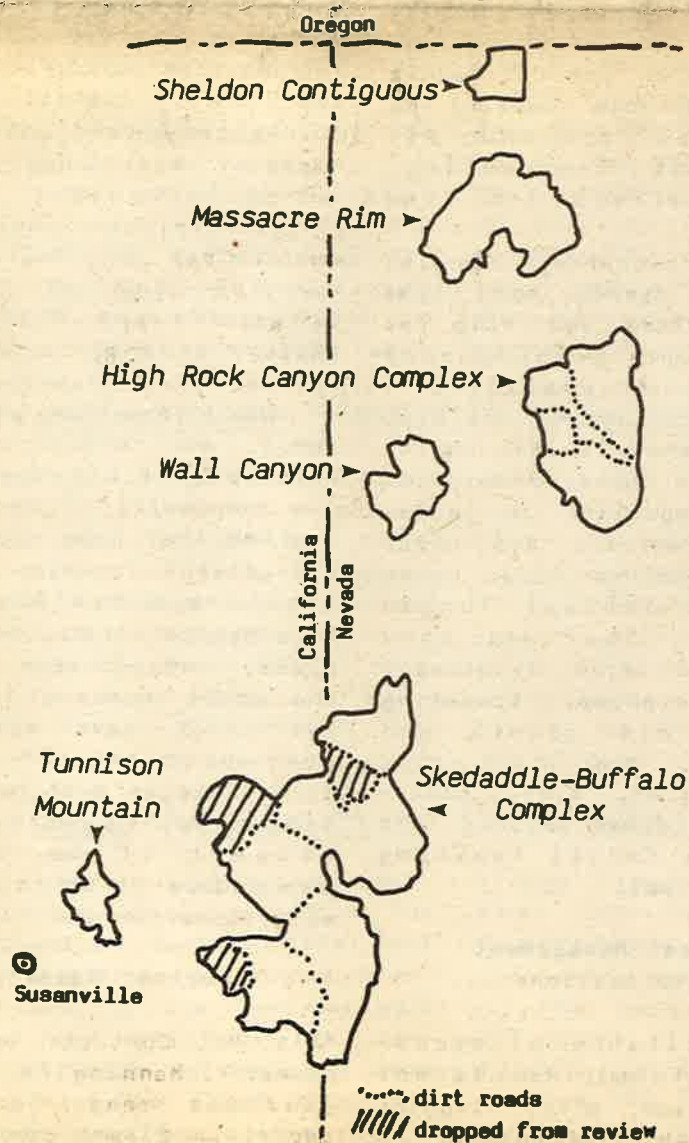 Oregon
Sheldon Contiguous
Massacre Rim
High Rock Canyon Complex
Wall Canyon
California
Nevada
Tunnison
Mountain
Skedaddle-Buffalo
Complex
Susanville
dirt roads
dropped from review